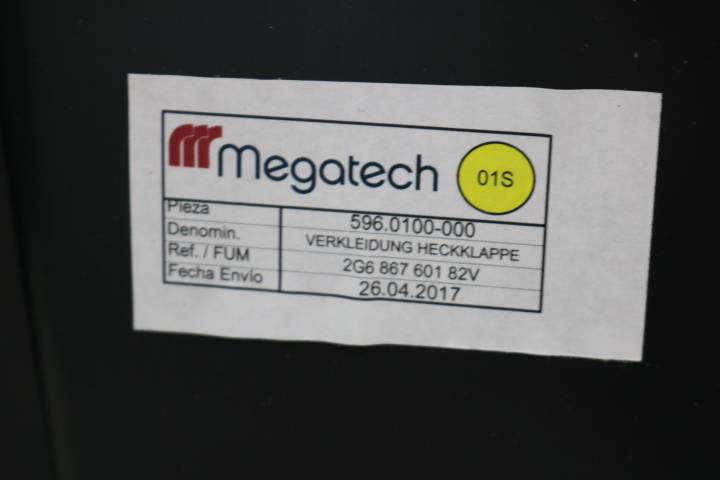 megatech
01S
Pieza 596.0100-000
Denomin. VERKLEIDUNG HECKKLAPPE
Ref. / FUM 2G6 867 601 82V
Fecha Envío 26.04.2017